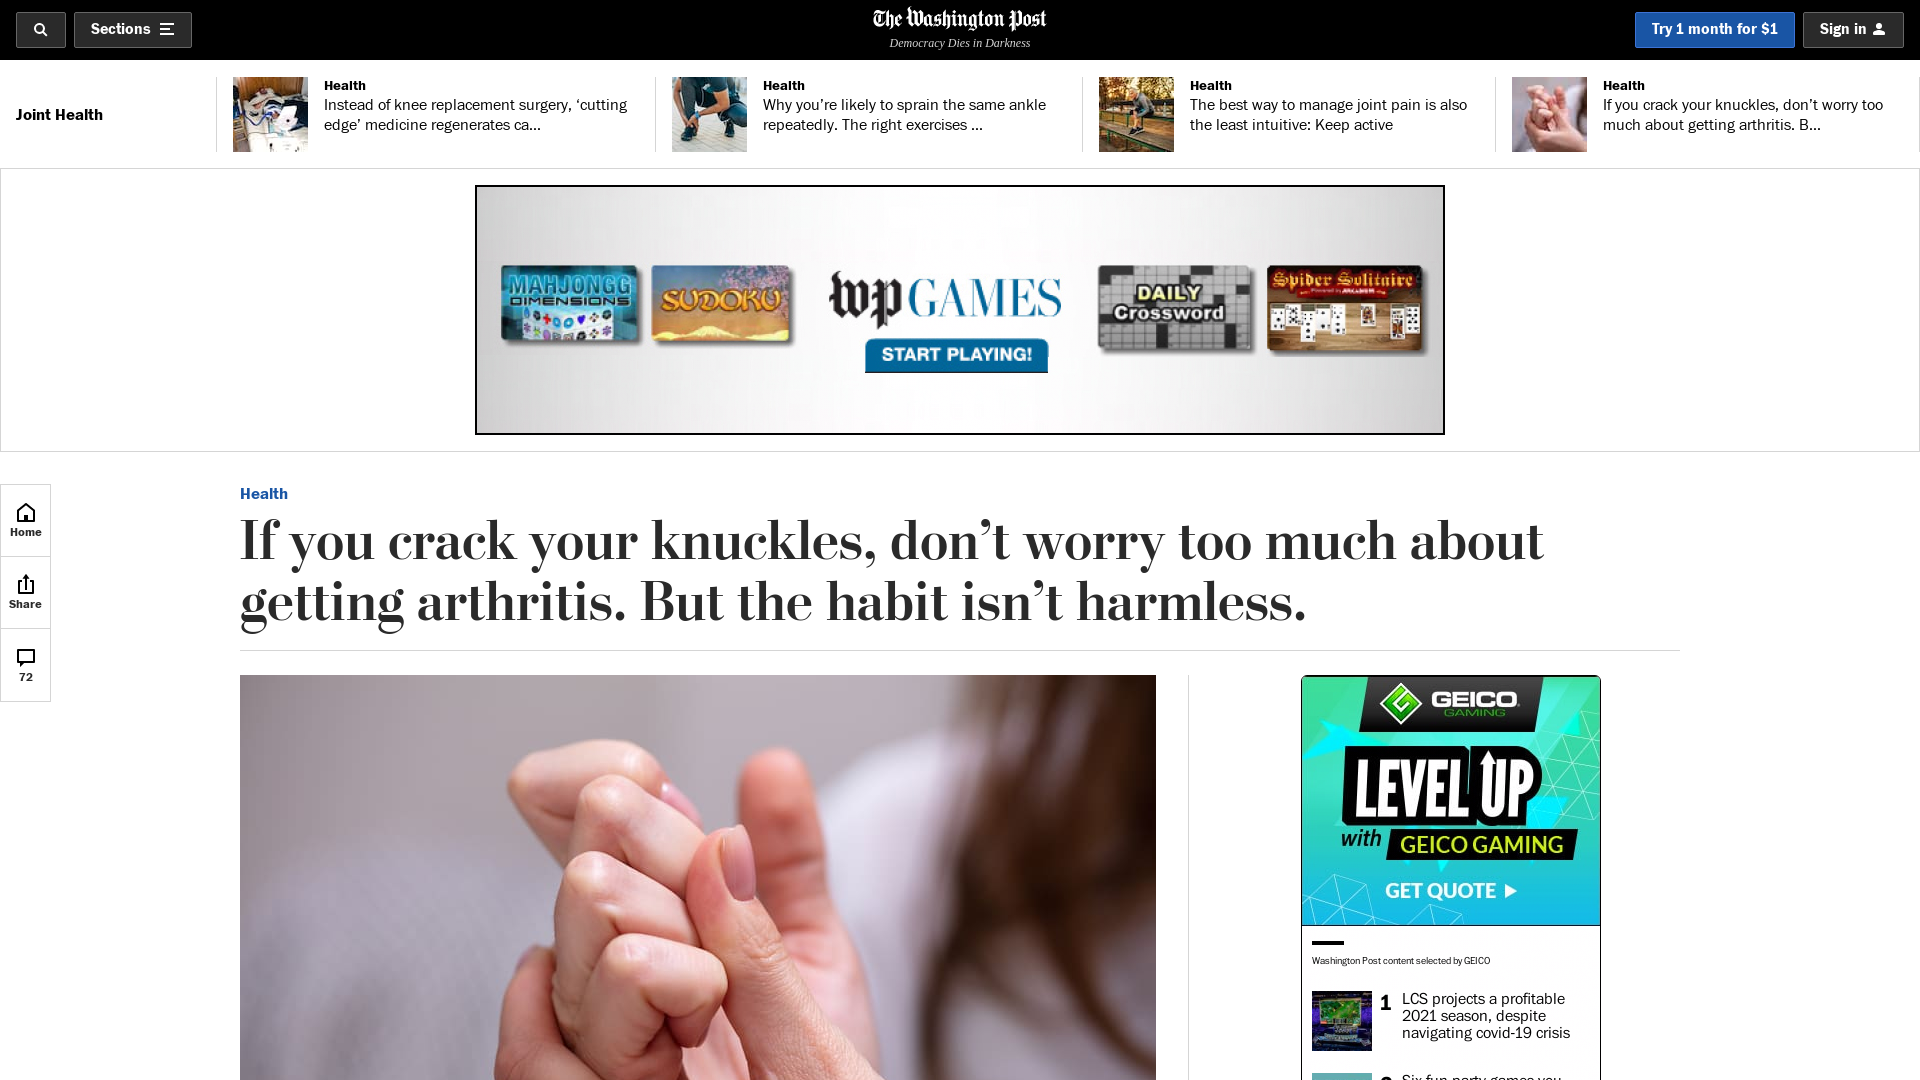 Sections
The Washington Post
Democracy Dies in Darkness
Try 1 month for $1
Sign in
Joint Health
Health
Instead of knee replacement surgery, ‘cutting
edge’ medicine regenerates ca...
Health
Why you’re likely to sprain the same ankle
repeatedly. The right exercises ...
Health
The best way to manage joint pain is also
the least intuitive: Keep active
Health
If you crack your knuckles, don’t worry too
much about getting arthritis. B...
MAHJONGG
DIMENSIONS
SUDOKU
wp GAMES
START PLAYING!
DAILY
Crossword
Spider Solitaire
Home
Share
72
Health
If you crack your knuckles, don’t worry too much about
getting arthritis. But the habit isn’t harmless.
GEICO
GAMING
LEVEL UP
with GEICO GAMING
GET QUOTE
Washington Post content selected by GEICO
1
LCS projects a profitable
2021 season, despite
navigating covid-19 crisis
Six fun party games you